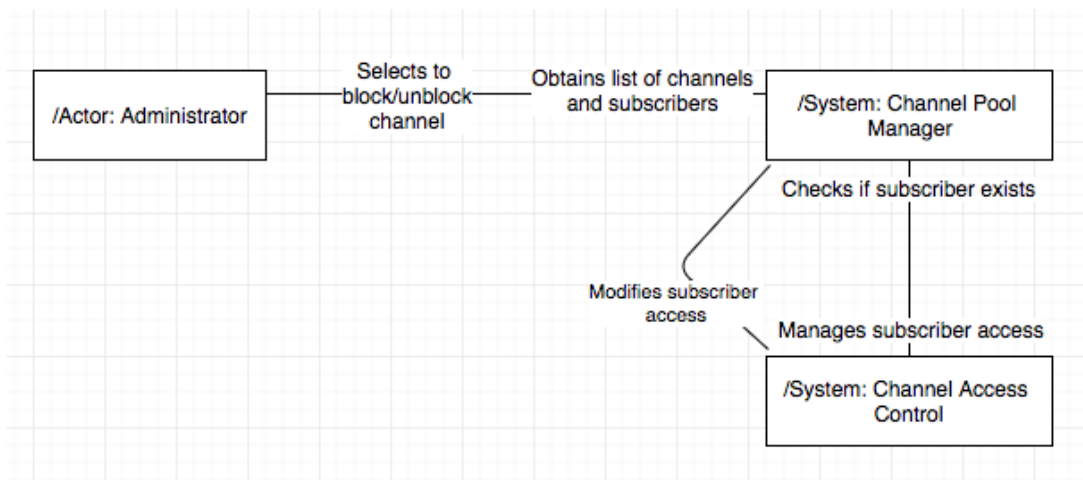 /Actor: Administrator
Selects to
block/unblock
channel
Obtains list of channels
and subscribers
/System: Channel Pool
Manager
Checks if subscriber exists
Modifies subscriber
access
Manages subscriber access
/System: Channel Access
Control